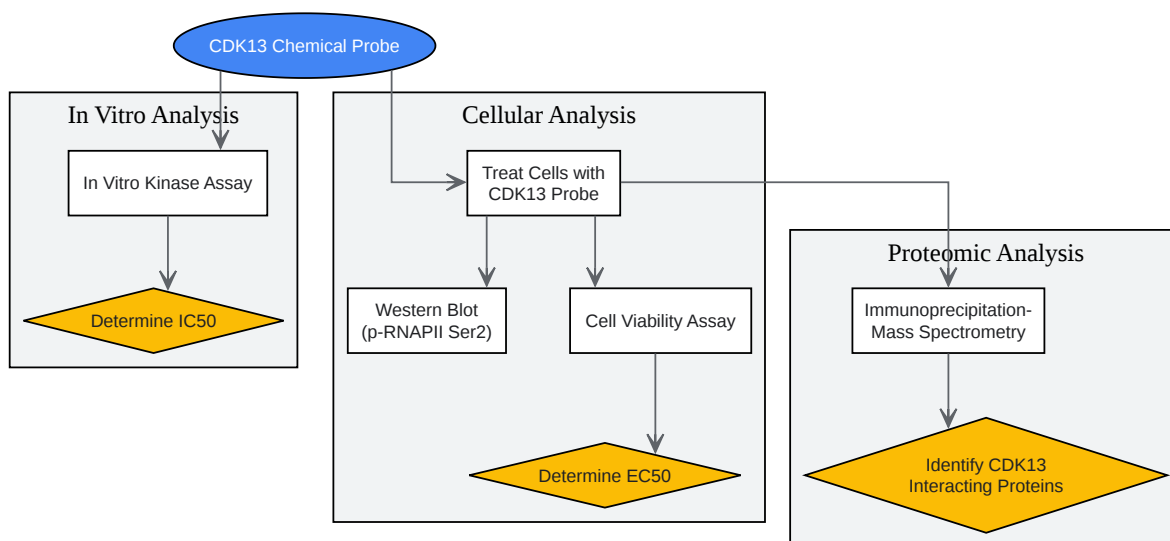 CDK13 Chemical Probe
In Vitro Analysis
In Vitro Kinase Assay
Determine IC50
Cellular Analysis
Treat Cells with
CDK13 Probe
Western Blot
(p-RNAPII Ser2)
Cell Viability Assay
Determine EC50
Proteomic Analysis
Immunoprecipitation-
Mass Spectrometry
Identify CDK13
Interacting Proteins